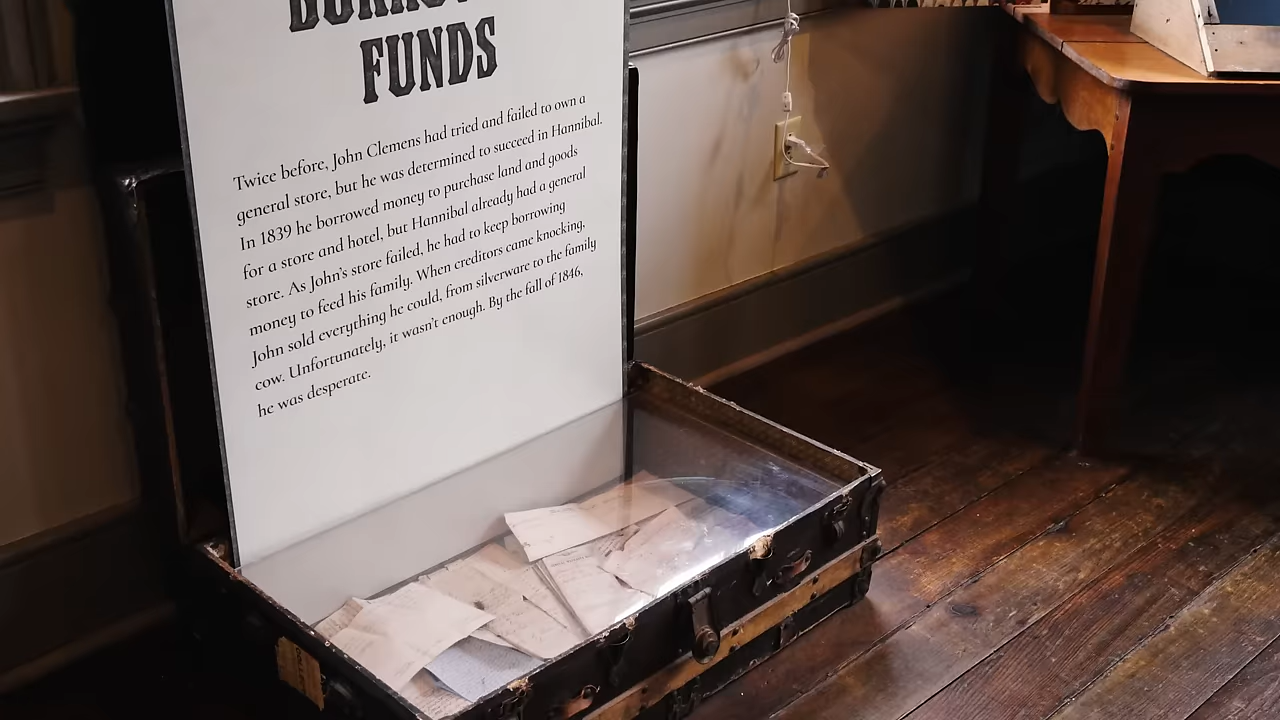 FUNDS
Twice before, John Clemens had tried and failed to own a
general store, but he was determined to succeed in Hannibal.
In 1839 he borrowed money to purchase land and goods
for a store and hotel, but Hannibal already had a general
store. As John's store failed, he had to keep borrowing
money to feed his family. When creditors came knocking,
John sold everything he could, from silverware to the family
cow. Unfortunately, it wasn't enough. By the fall of 1846,
he was desperate.